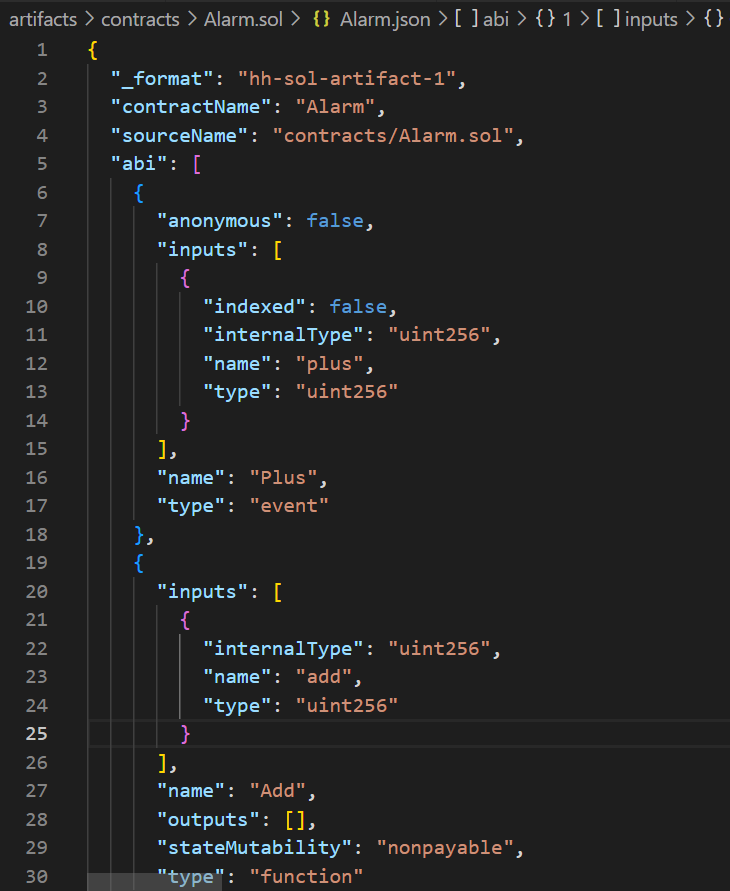 artifacts > contracts > Alarm.sol > {} Alarm.json > [ ] abi > {} 1 > [ ] inputs > {}
1 {
2   "_format": "hh-sol-artifact-1",
3   "contractName": "Alarm",
4   "sourceName": "contracts/Alarm.sol",
5   "abi": [
6     {
7       "anonymous": false,
8       "inputs": [
9         {
10           "indexed": false,
11           "internalType": "uint256",
12           "name": "plus",
13           "type": "uint256"
14         }
15       ],
16       "name": "Plus",
17       "type": "event"
18     },
19     {
20       "inputs": [
21         {
22           "internalType": "uint256",
23           "name": "add",
24           "type": "uint256"
25         }
26       ],
27       "name": "Add",
28       "outputs": [],
29       "stateMutability": "nonpayable",
30       "type": "function"